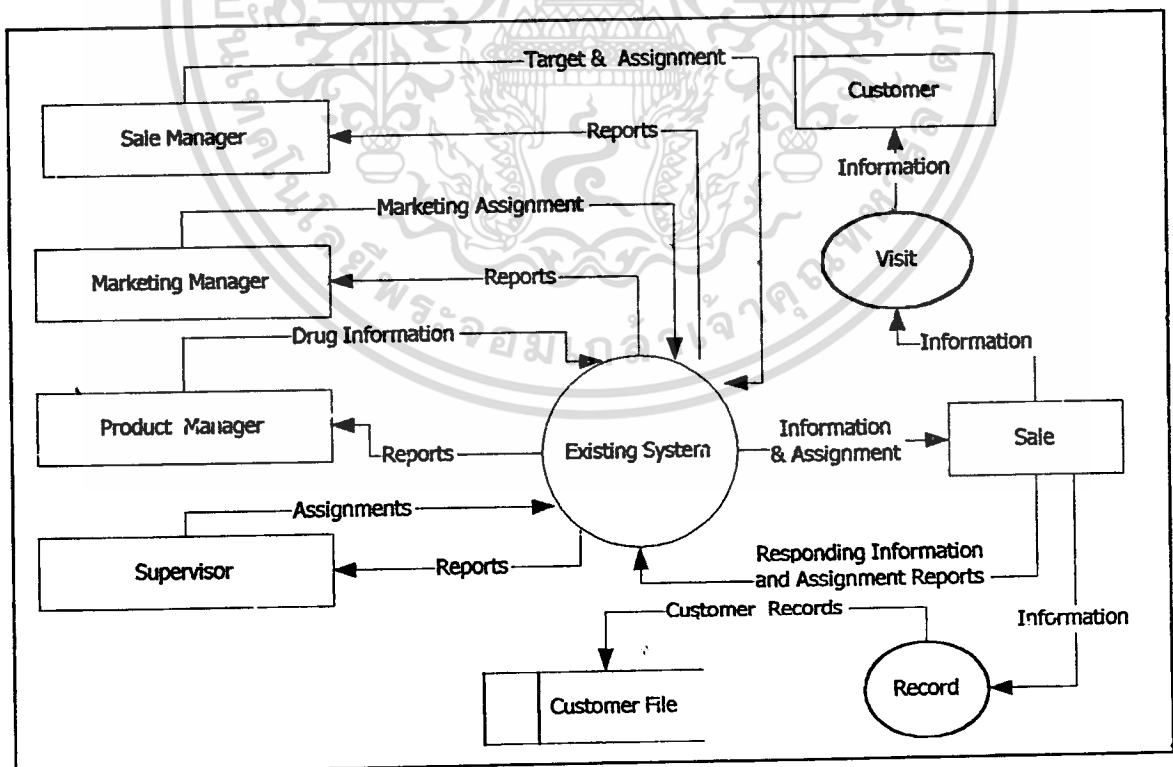 Target & Assignment
Customer
Sale Manager
Reports
Information
Marketing Assignment
Visit
Marketing Manager
Reports
Drug Information
Information
Product Manager
Reports
Existing System
Information
& Assignment
Sale
Assignments
Supervisor
Reports
Responding Information
and Assignment Reports
Customer Records
Information
Customer File
Record